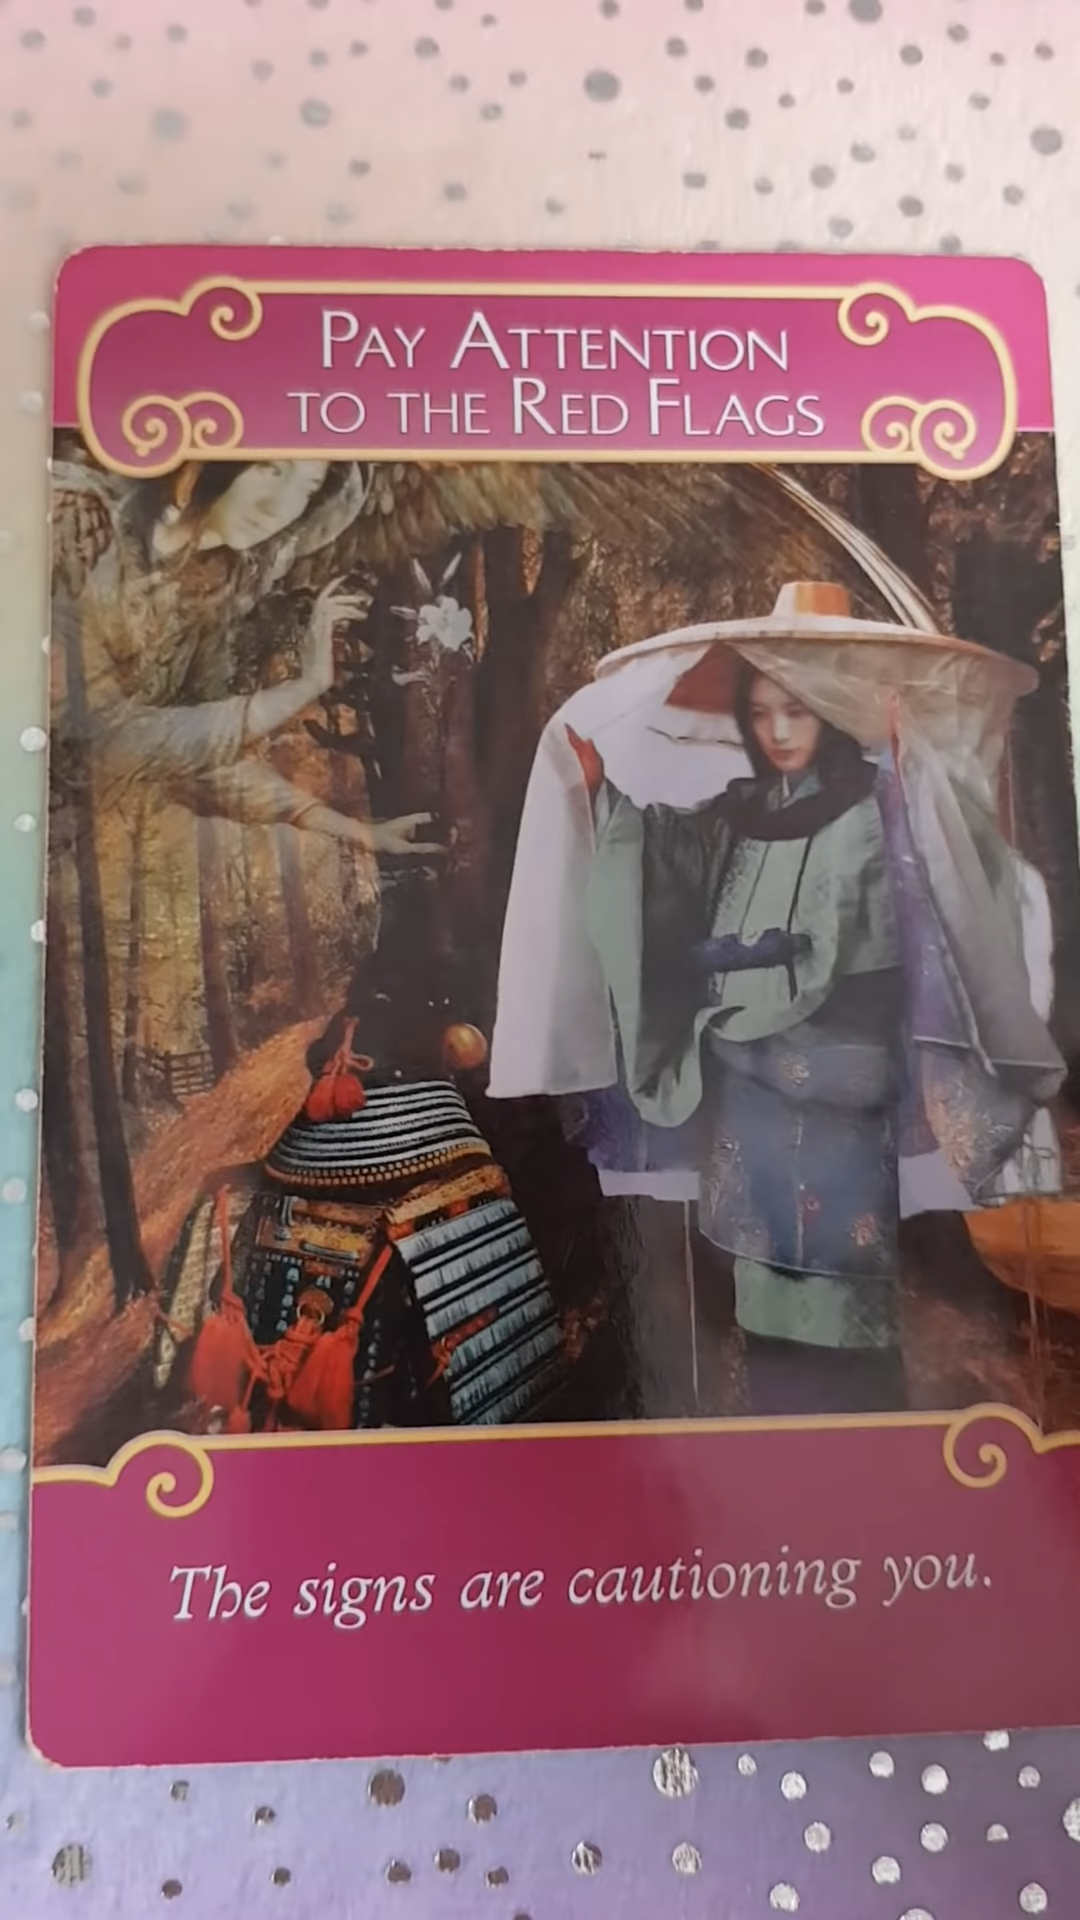 Pay Attention
to the Red Flags
The signs are cautioning you.